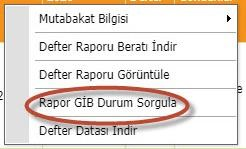 Mutabakat Bilgisi
Defter Raporu Beratı İndir
Defter Raporu Görüntüle
Rapor GİB Durum Sorgula
Defter Datası İndir